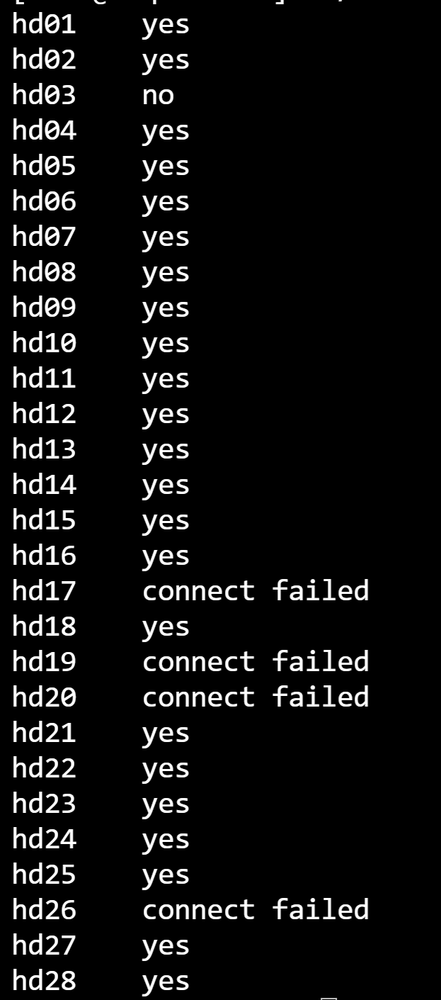 hd01    yes
hd02    yes
hd03    no
hd04    yes
hd05    yes
hd06    yes
hd07    yes
hd08    yes
hd09    yes
hd10    yes
hd11    yes
hd12    yes
hd13    yes
hd14    yes
hd15    yes
hd16    yes
hd17    connect failed
hd18    yes
hd19    connect failed
hd20    connect failed
hd21    yes
hd22    yes
hd23    yes
hd24    yes
hd25    yes
hd26    connect failed
hd27    yes
hd28    yes